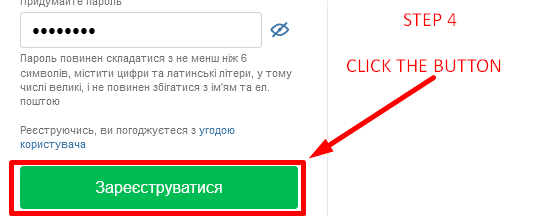 Придумайте пароль
STEP 4
Пароль повинен складатися з не менш ніж 6
символів, містити цифри та латинські літери, у тому
числі великі, і не повинен збігатися з ім'ям та ел.
поштою
CLICK THE BUTTON
Реєструючись, ви погоджуєтеся з угодою
користувача
Зареєструватися